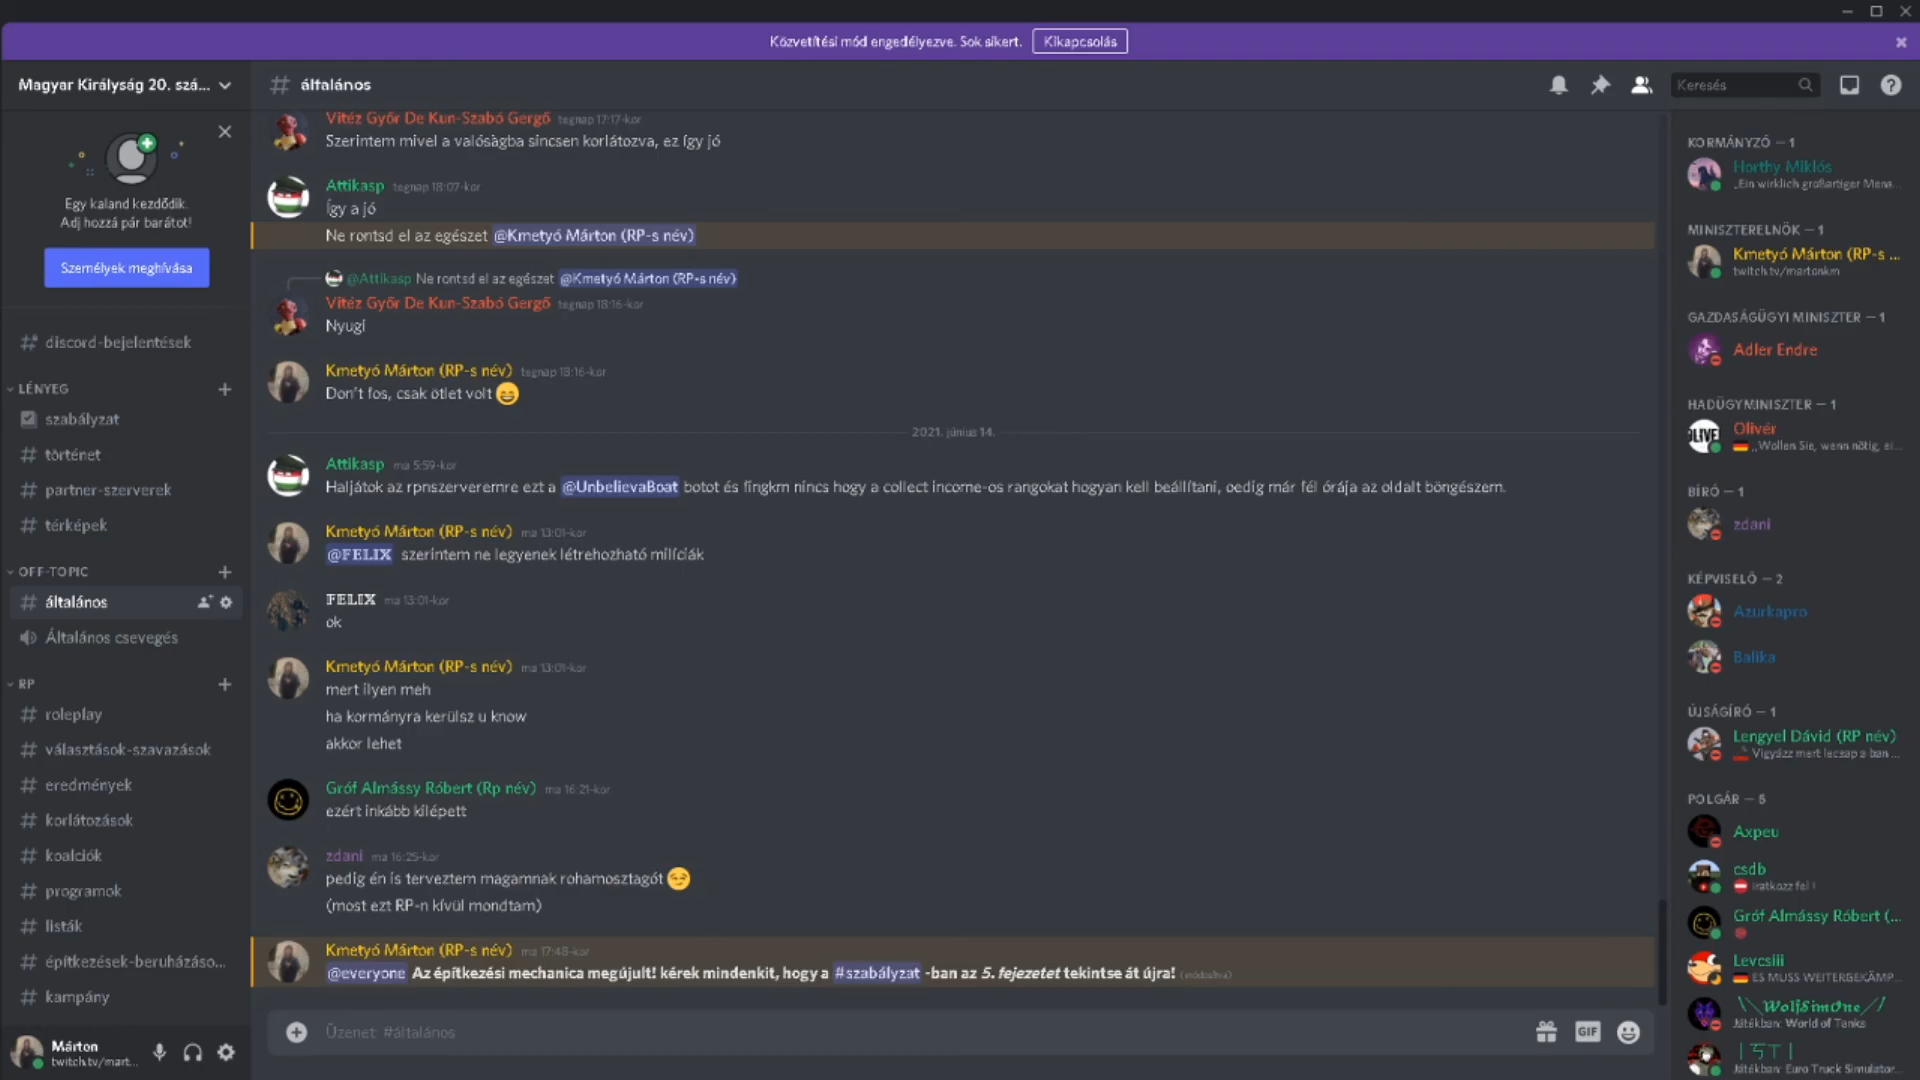 Közvetítési mód engedélyezve. Sok sikert. Kikapcsolás
Magyar Királyság 20. szá...
Egy kaland kezdődik.
Adj hozzá pár barátot!
Személyek meghívása
discord-bejelentések
LÉNYEG
szabályzat
történet
partner-szerverek
térképek
OFF-TOPIC
általános
Általános csevegés
RP
roleplay
választások-szavazások
eredmények
korlátozások
koalciók
programok
listák
építkezések-beruházáso...
kampány
Márton
twitch.tv/mart...
általános
Keresés
Vitéz Győr De Kun-Szabó Gergő tegnap 17:17-kor
Szerintem mivel a valóságba sincsen korlátozva, ez így jó
Attikasp tegnap 18:07-kor
Így a jó
Ne rontsd el az egészet @Kmetyó Márton (RP-s név)
@Attikasp Ne rontsd el az egészet @Kmetyó Márton (RP-s név)
Vitéz Győr De Kun-Szabó Gergő tegnap 18:16-kor
Nyugi
Kmetyó Márton (RP-s név) tegnap 18:16-kor
Don't fos, csak ötlet volt
2021. június 14.
Attikasp ma 5:59-kor
Haljátok az rpnszerveremre ezt a @UnbelievaBoat botot és fingkm nincs hogy a collect income-os rangokat hogyan kell beállítani, oedig már fél órája az oldalt böngészem.
Kmetyó Márton (RP-s név) ma 13:01-kor
@FELIX szerintem ne legyenek létrehozható milíciák
FELIX ma 13:01-kor
ok
Kmetyó Márton (RP-s név) ma 13:01-kor
mert ilyen meh
ha kormányra kerülsz u know
akkor lehet
Gróf Almássy Róbert (Rp név) ma 16:21-kor
ezért inkább kilépett
zdani ma 16:25-kor
pedig én is terveztem magamnak rohamosztagót
(most ezt RP-n kívül mondtam)
Kmetyó Márton (RP-s név) ma 17:48-kor
@everyone Az építkezési mechanica megújult! kérek mindenkit, hogy a #szabályzat -ban az 5. fejezetet tekintse át újra! (módosítva)
Üzenet: #általános
GIF
KORMÁNYZÓ — 1
Horthy Miklós
„Ein wirklich großartiger Mens...
MINISZTERELNÖK — 1
Kmetyó Márton (RP-s ...
twitch.tv/martonkm
GAZDASÁGÜGYI MINISZTER — 1
Adler Endre
HADÜGYMINISZTER — 1
Olivér
„Wollen Sie, wenn nötig, ei...
BÍRÓ — 1
zdani
KÉPVISELŐ — 2
Azurkapro
Balika
ÚJSÁGÍRÓ — 1
Lengyel Dávid (RP név)
Vigyázz mert lecsap a ban ...
POLGÁR — 5
Axpeu
csdb
Iratkozz fel !
Gróf Almássy Róbert (...
Levcsiii
ES MUSS WEITERGEKÄMP...
WolfSimOne
Játékban: World of Tanks
Játékban: Euro Truck Simulator...